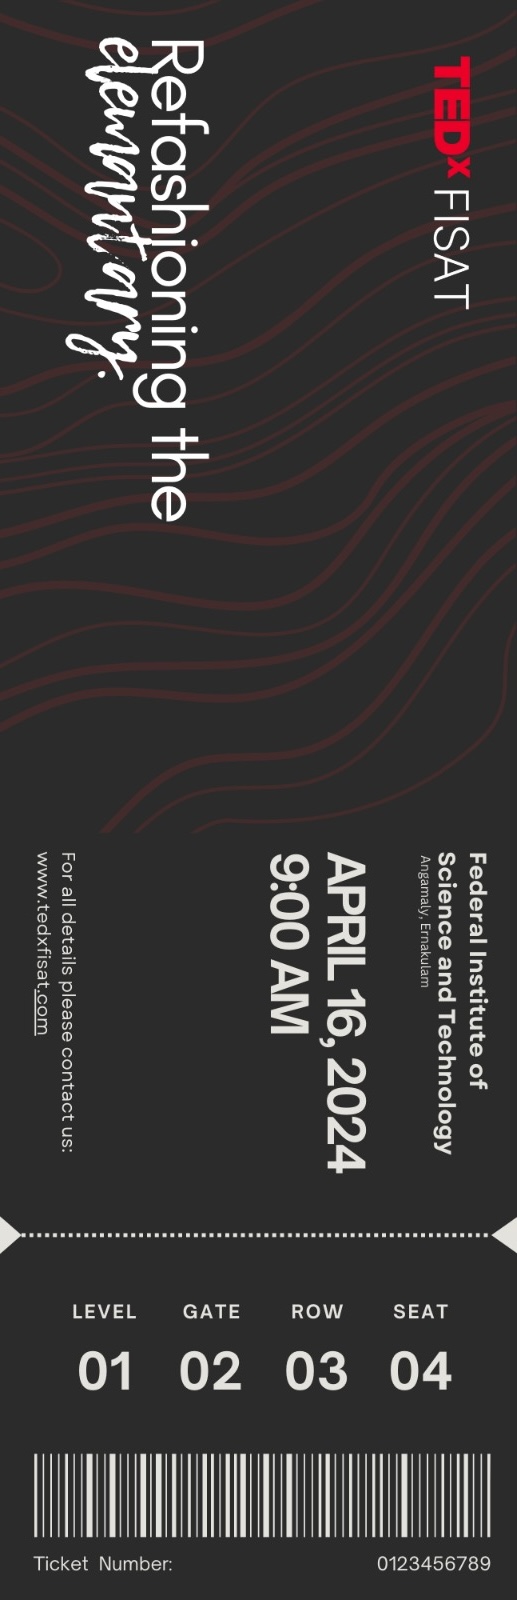 TEDx FISAT
Refashioning the
elemantary.
Federal Institute of
Science and Technology
Angamaly, Ernakulam
APRIL 16, 2024
9:00 AM
For all details please contact us:
www.tedxfisat.com
LEVEL GATE ROW SEAT
01 02 03 04
Ticket Number: 0123456789